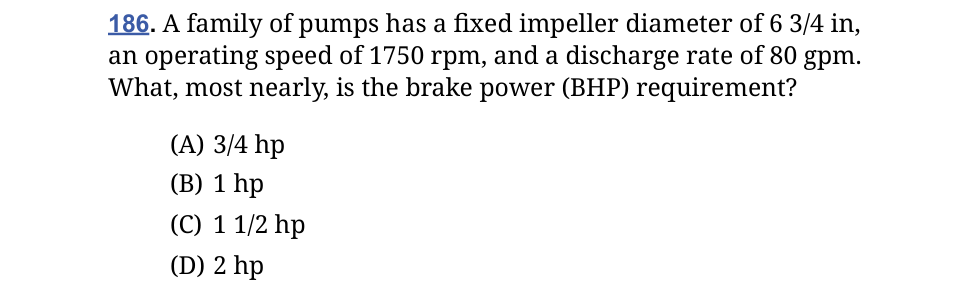 186. A family of pumps has a fixed impeller diameter of 6 3/4 in,
an operating speed of 1750 rpm, and a discharge rate of 80 gpm.
What, most nearly, is the brake power (BHP) requirement?
(A) 3/4 hp
(B) 1 hp
(C) 1 1/2 hp
(D) 2 hp